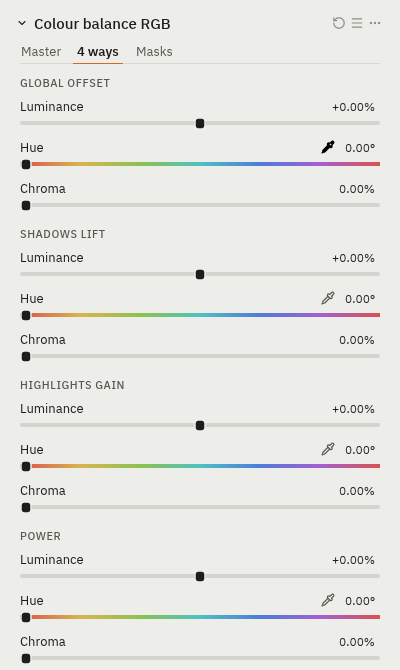 Colour balance RGB
Master 4 ways Masks
GLOBAL OFFSET
Luminance +0.00%
Hue 0.00°
Chroma 0.00%
SHADOWS LIFT
Luminance +0.00%
Hue 0.00°
Chroma 0.00%
HIGHLIGHTS GAIN
Luminance +0.00%
Hue 0.00°
Chroma 0.00%
POWER
Luminance +0.00%
Hue 0.00°
Chroma 0.00%